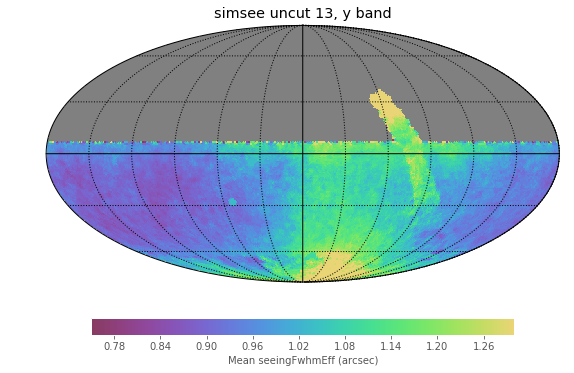 simsee uncut 13, y band
0.78 0.84 0.90 0.96 1.02 1.08 1.14 1.20 1.26
Mean seeingFwhmEff (arcsec)